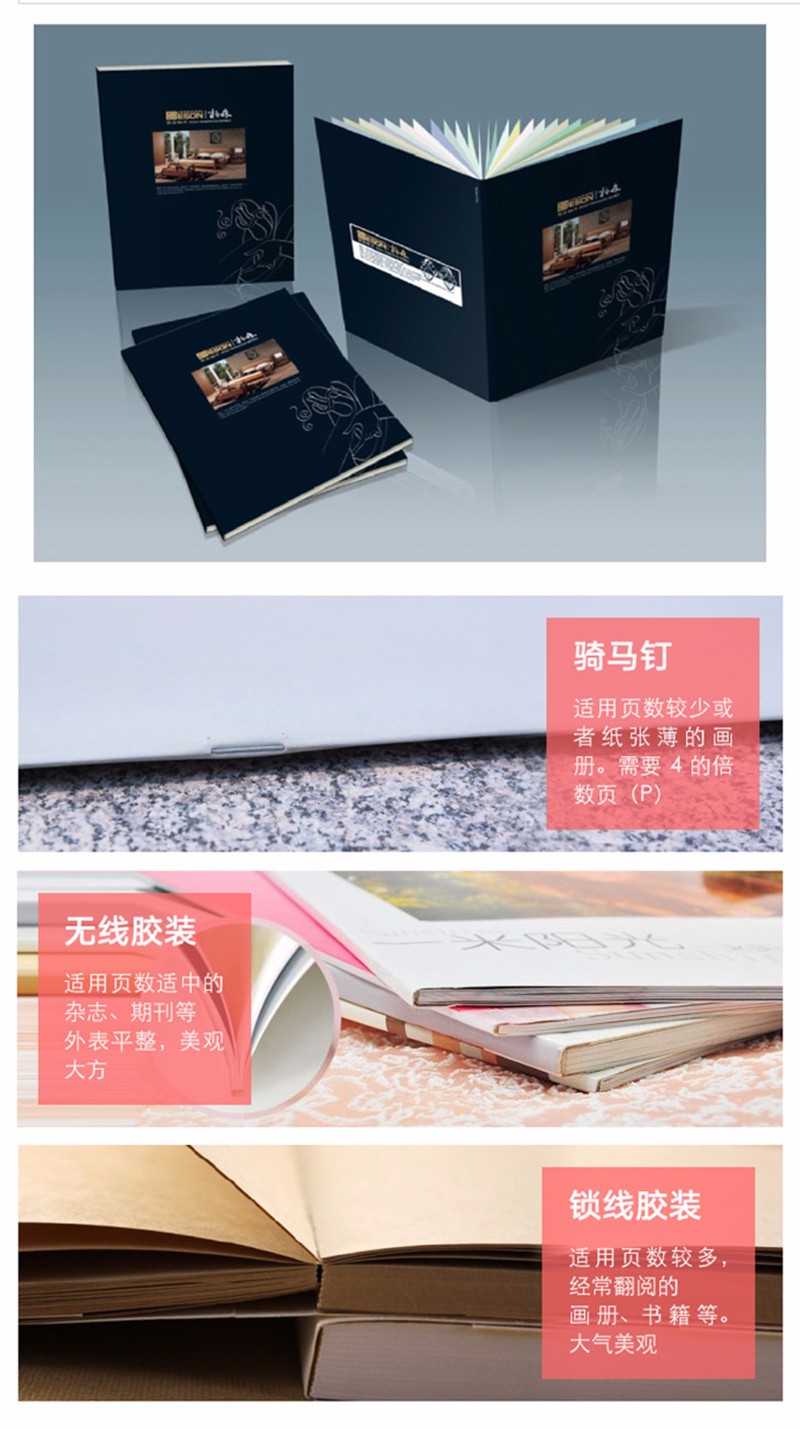 骑马钉
适用页数较少或
者纸张薄的画
册。需要 4 的倍
数页（P）
无线胶装
适用页数适中的
杂志、期刊等
外表平整，美观
大方
一米阳光
锁线胶装
适用页数较多，
经常翻阅的
画册、书籍等。
大气美观